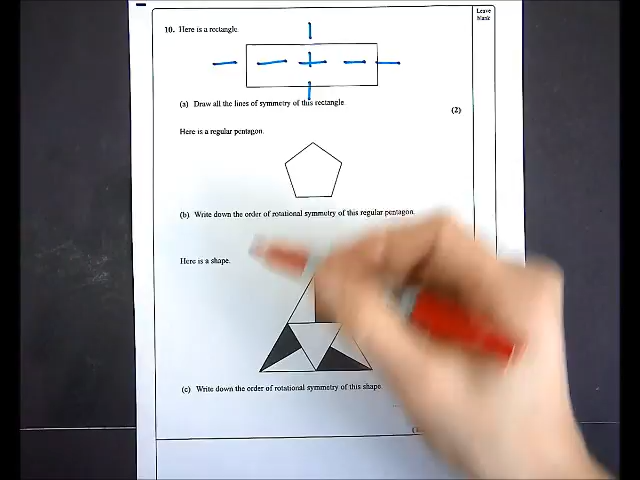 Leave
blank
10. Here is a rectangle.
(a) Draw all the lines of symmetry of this rectangle.
(2)
Here is a regular pentagon.
(b) Write down the order of rotational symmetry of this regular pentagon.
Here is a shape.
(c) Write down the order of rotational symmetry of this shape.